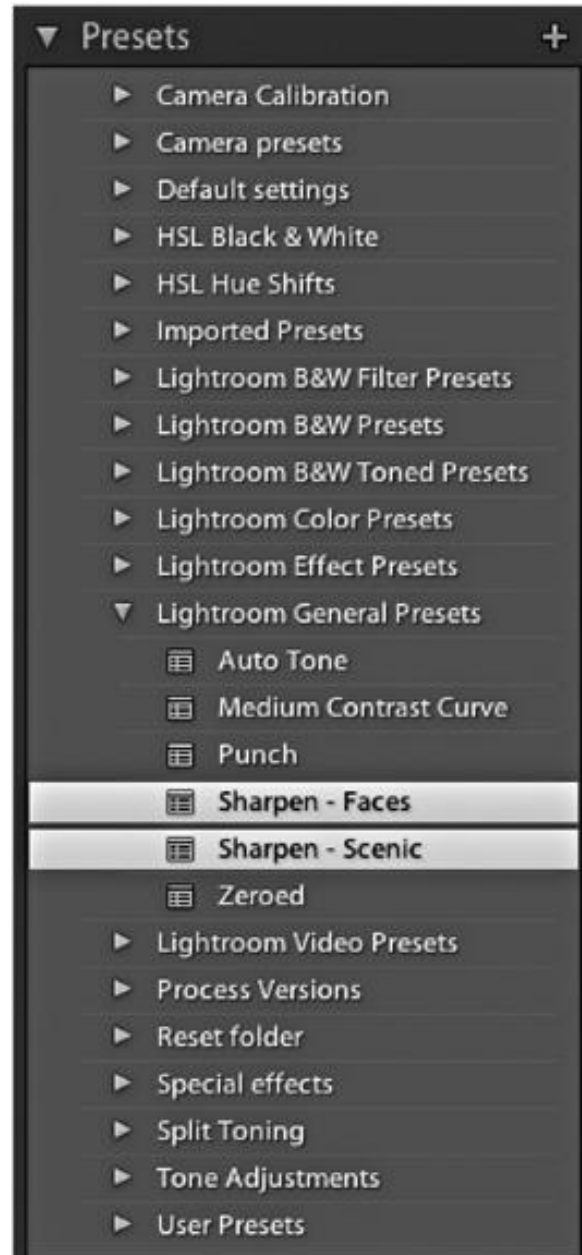 Presets
Camera Calibration
Camera presets
Default settings
HSL Black & White
HSL Hue Shifts
Imported Presets
Lightroom B&W Filter Presets
Lightroom B&W Presets
Lightroom B&W Toned Presets
Lightroom Color Presets
Lightroom Effect Presets
Lightroom General Presets
Auto Tone
Medium Contrast Curve
Punch
Sharpen - Faces
Sharpen - Scenic
Zeroed
Lightroom Video Presets
Process Versions
Reset folder
Special effects
Split Toning
Tone Adjustments
User Presets